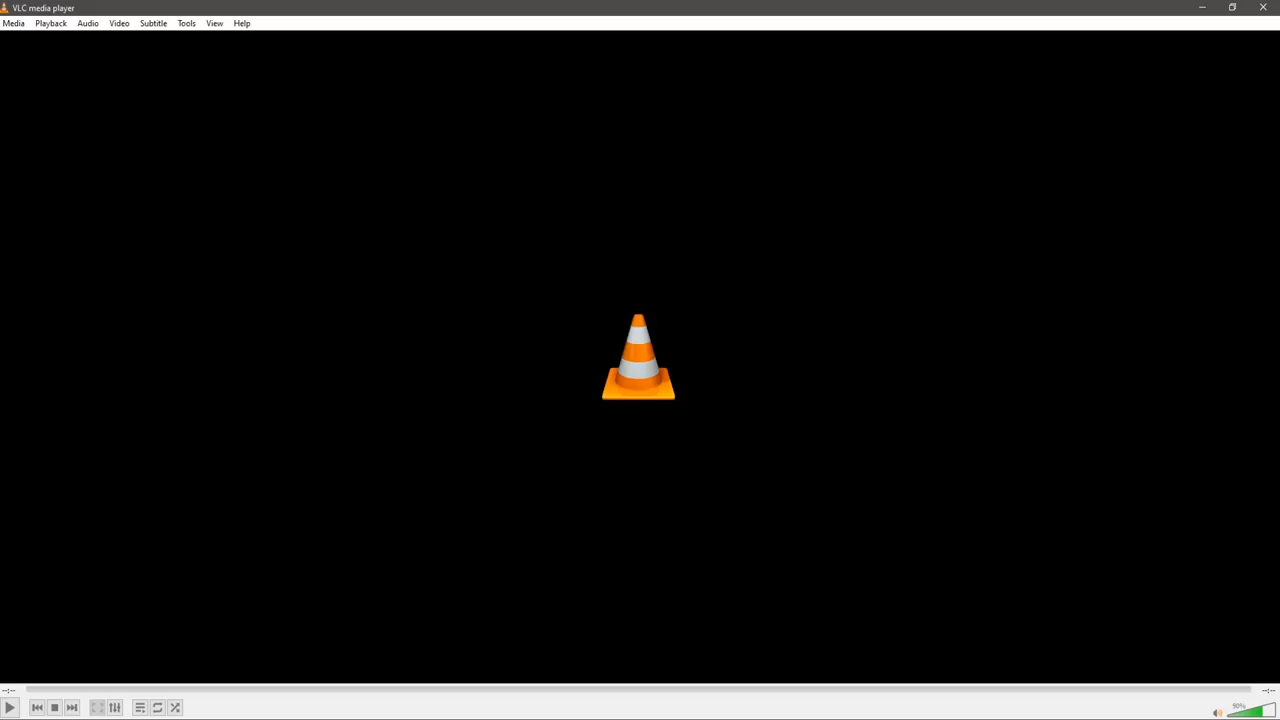 VLC media player
Media Playback Audio Video Subtitle Tools View Help
--:-- --:--
90%